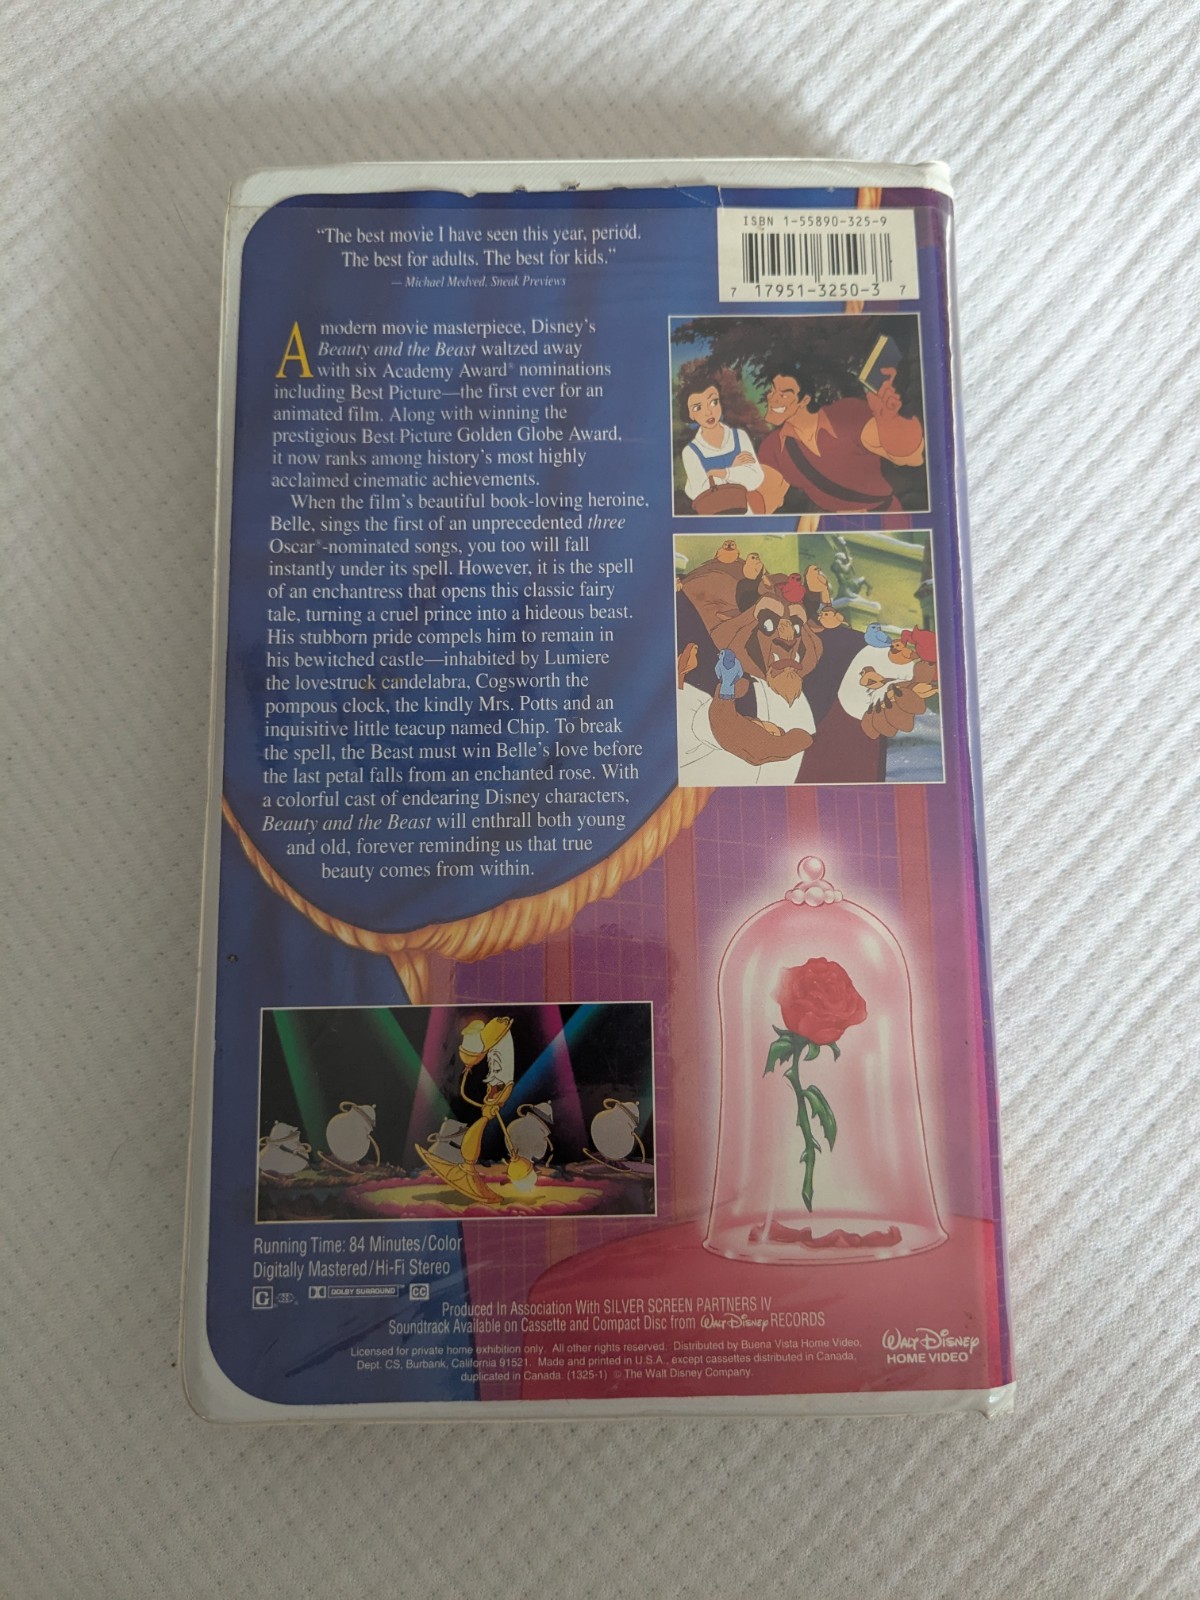 "The best movie I have seen this year, period.
The best for adults. The best for kids."
— Michael Medved, Sneak Previews
ISBN 1-55890-325-9
7 17951-3250-3 7
A modern movie masterpiece, Disney's
Beauty and the Beast waltzed away
with six Academy Award® nominations
including Best Picture—the first ever for an
animated film. Along with winning the
prestigious Best Picture Golden Globe Award,
it now ranks among history's most highly
acclaimed cinematic achievements.
When the film's beautiful book-loving heroine,
Belle, sings the first of an unprecedented three
Oscar®-nominated songs, you too will fall
instantly under its spell. However, it is the spell
of an enchantress that opens this classic fairy
tale, turning a cruel prince into a hideous beast.
His stubborn pride compels him to remain in
his bewitched castle—inhabited by Lumiere
the lovestruck candelabra, Cogsworth the
pompous clock, the kindly Mrs. Potts and an
inquisitive little teacup named Chip. To break
the spell, the Beast must win Belle's love before
the last petal falls from an enchanted rose. With
a colorful cast of endearing Disney characters,
Beauty and the Beast will enthrall both young
and old, forever reminding us that true
beauty comes from within.
Running Time: 84 Minutes/Color
Digitally Mastered/Hi-Fi Stereo
G DOLBY SURROUND™ CC
Produced In Association With SILVER SCREEN PARTNERS IV
Soundtrack Available on Cassette and Compact Disc from Walt Disney RECORDS
Licensed for private home exhibition only. All other rights reserved. Distributed by Buena Vista Home Video,
Dept. CS, Burbank, California 91521. Made and printed in U.S.A., except cassettes distributed in Canada,
duplicated in Canada. (1325-1) © The Walt Disney Company.
WALT DISNEY
HOME VIDEO